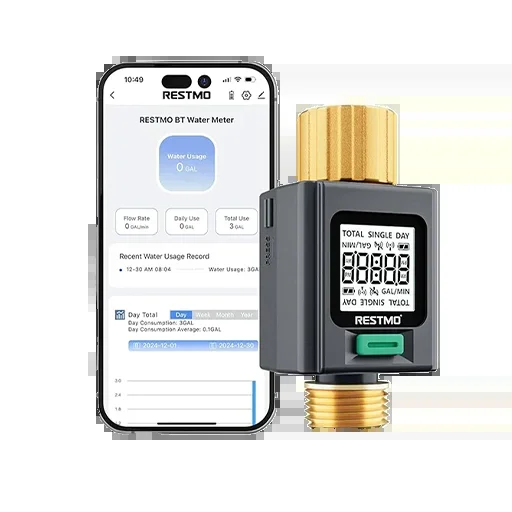 10:49
RESTMO
RESTMO BT Water Meter
Water Usage
0 GAL
Flow Rate
0 GAL/min
Daily Use
0 GAL
Total Use
3 GAL
Recent Water Usage Record
12-30 AM 08:04
Water Usage: 3GA
Day Total
Day Week Month Year
Day Consumption: 3GAL
Day Consumption Average: 0.1GAL
2024-12-01
2024-12-30
3.0
2.4
1.8
PRESS
TOTAL SINGLE DAY
GAL/MIN
8888
GAL/MIN
TOTAL SINGLE DAY
RESTMO